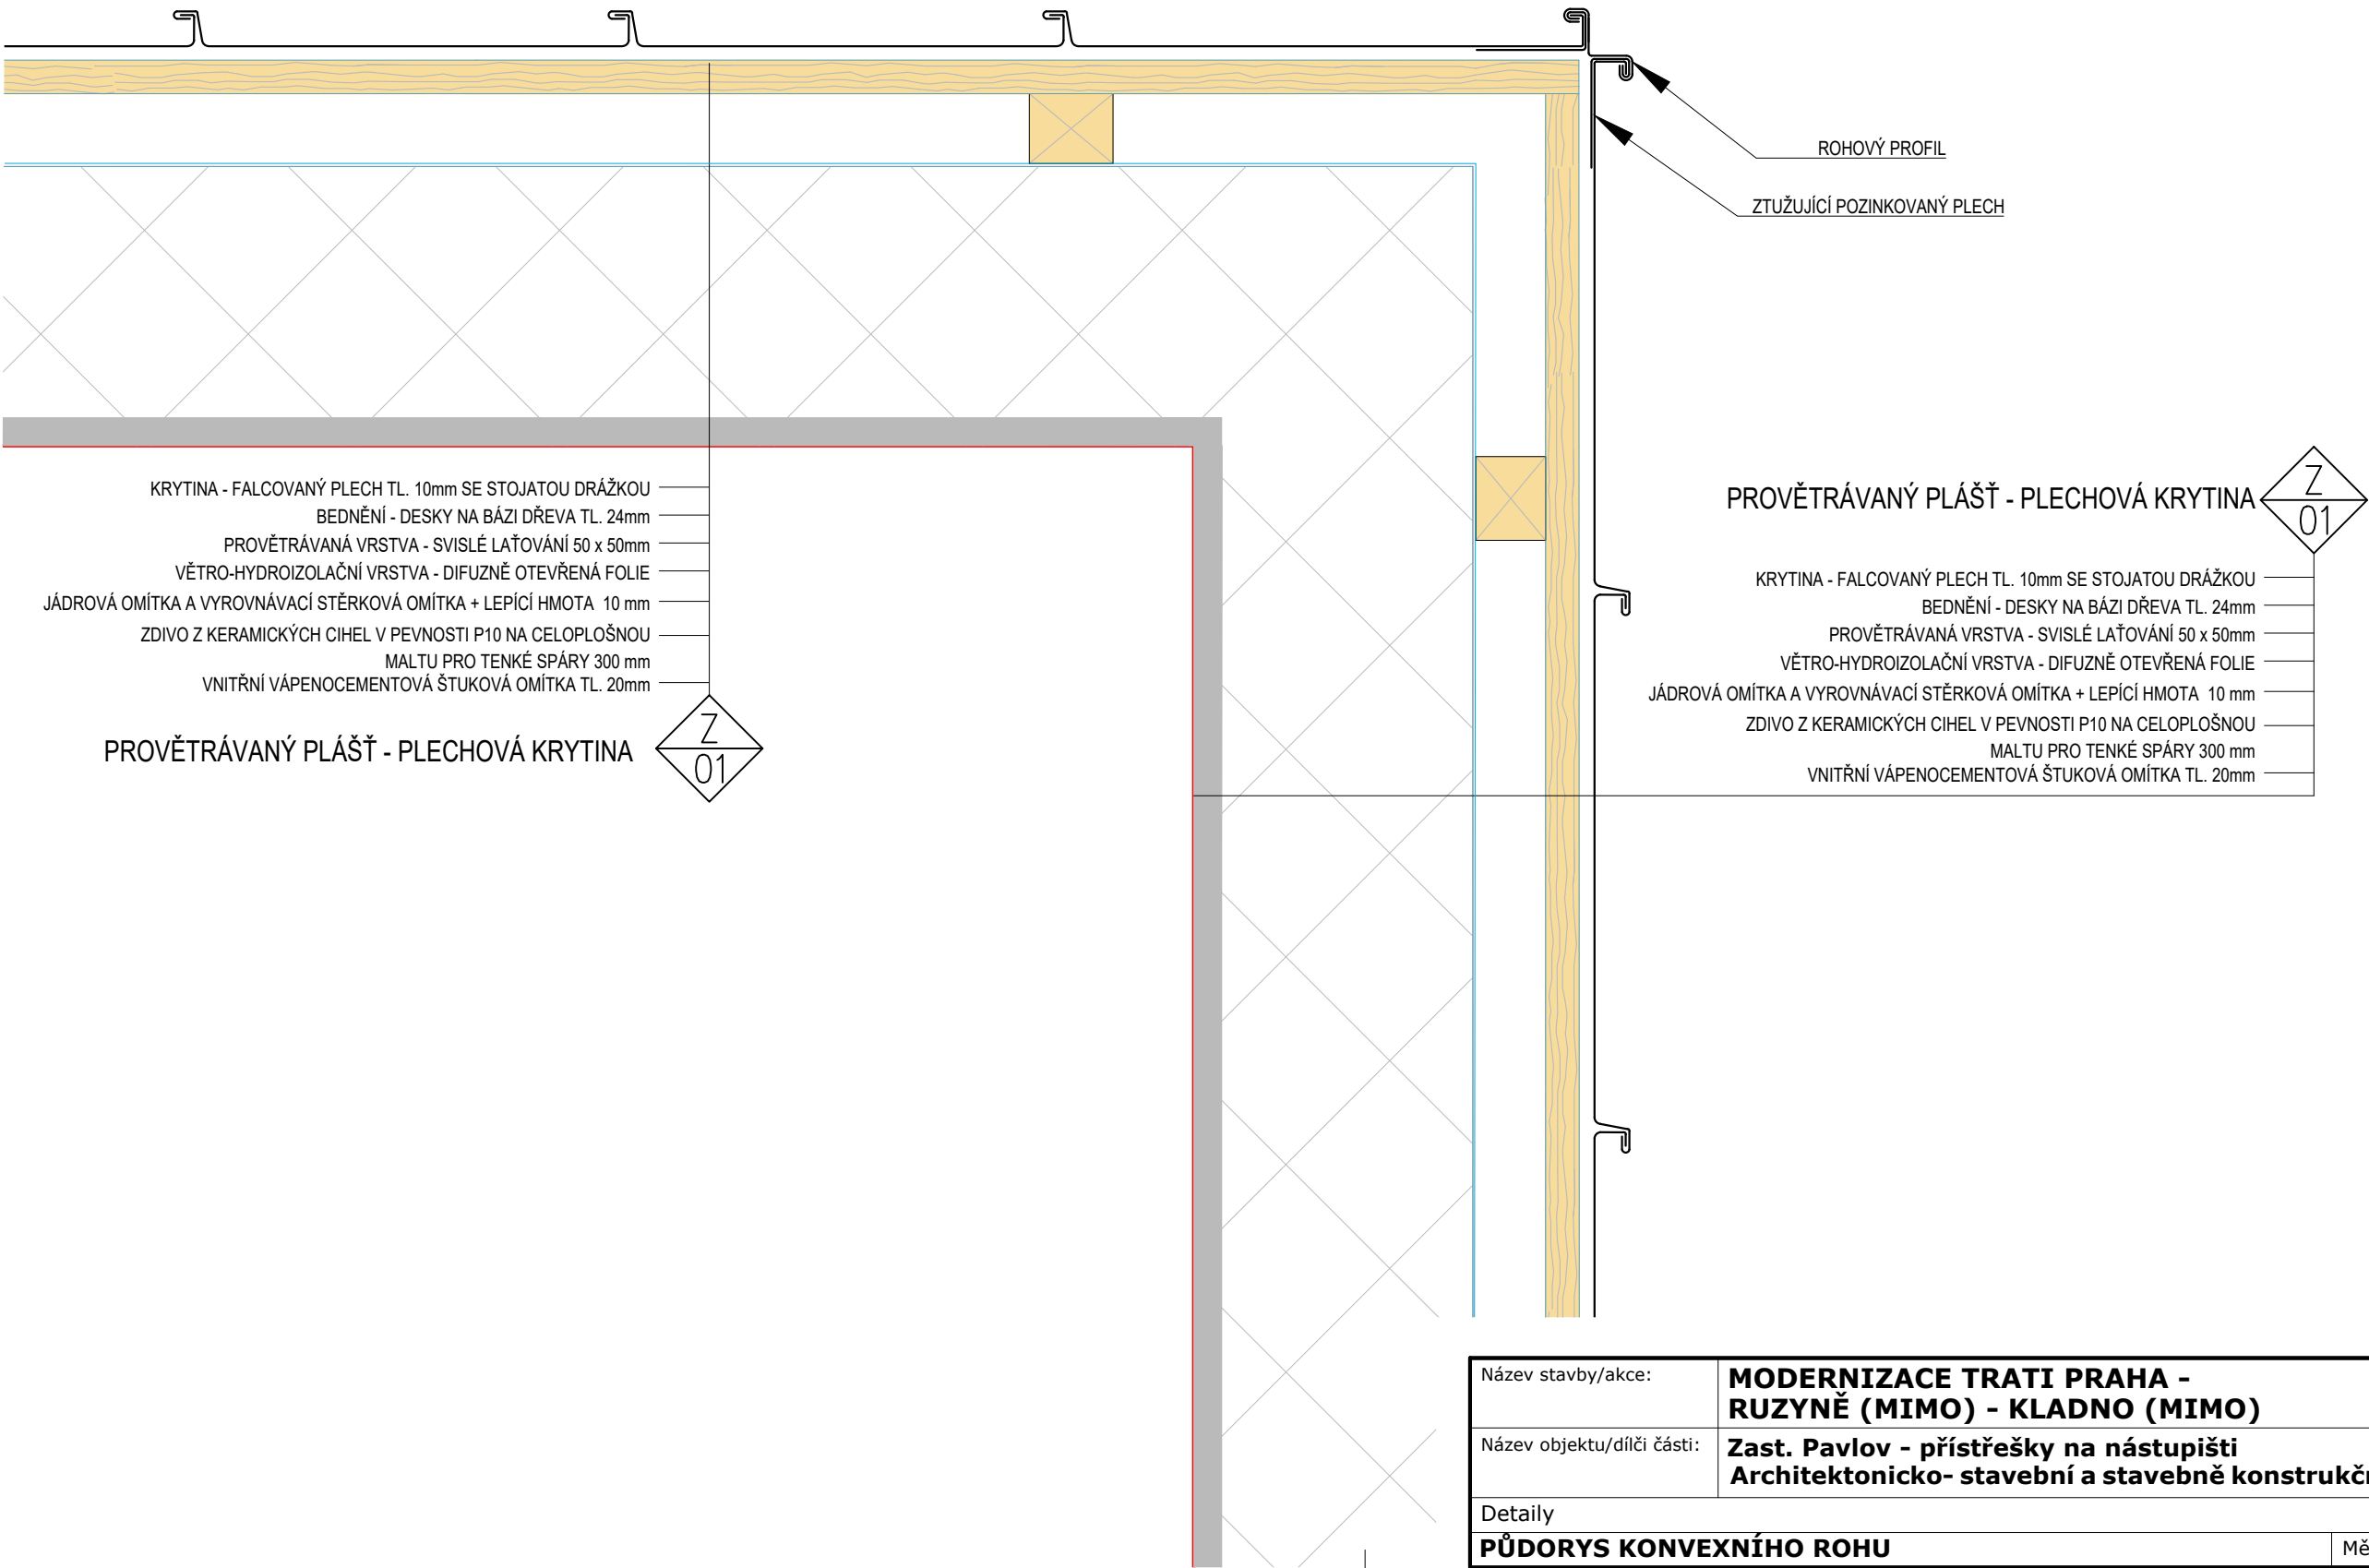 ROHOVÝ PROFIL
ZTUŽUJÍCÍ POZINKOVANÝ PLECH
KRYTINA - FALCOVANÝ PLECH TL. 10mm SE STOJATOU DRÁŽKOU
BEDNĚNÍ - DESKY NA BÁZI DŘEVA TL. 24mm
PROVĚTRÁVANÁ VRSTVA - SVISLÉ LAŤOVÁNÍ 50 x 50mm
VĚTRO-HYDROIZOLAČNÍ VRSTVA - DIFUZNĚ OTEVŘENÁ FOLIE
JÁDROVÁ OMÍTKA A VYROVNÁVACÍ STĚRKOVÁ OMÍTKA + LEPÍCÍ HMOTA 10 mm
ZDIVO Z KERAMICKÝCH CIHEL V PEVNOSTI P10 NA CELOPLOŠNOU
MALTU PRO TENKÉ SPÁRY 300 mm
VNITŘNÍ VÁPENOCEMENTOVÁ ŠTUKOVÁ OMÍTKA TL. 20mm
PROVĚTRÁVANÝ PLÁŠŤ - PLECHOVÁ KRYTINA
Z
01
PROVĚTRÁVANÝ PLÁŠŤ - PLECHOVÁ KRYTINA
Z
01
KRYTINA - FALCOVANÝ PLECH TL. 10mm SE STOJATOU DRÁŽKOU
BEDNĚNÍ - DESKY NA BÁZI DŘEVA TL. 24mm
PROVĚTRÁVANÁ VRSTVA - SVISLÉ LAŤOVÁNÍ 50 x 50mm
VĚTRO-HYDROIZOLAČNÍ VRSTVA - DIFUZNĚ OTEVŘENÁ FOLIE
JÁDROVÁ OMÍTKA A VYROVNÁVACÍ STĚRKOVÁ OMÍTKA + LEPÍCÍ HMOTA 10 mm
ZDIVO Z KERAMICKÝCH CIHEL V PEVNOSTI P10 NA CELOPLOŠNOU
MALTU PRO TENKÉ SPÁRY 300 mm
VNITŘNÍ VÁPENOCEMENTOVÁ ŠTUKOVÁ OMÍTKA TL. 20mm
Název stavby/akce:
MODERNIZACE TRATI PRAHA -
RUZYNĚ (MIMO) - KLADNO (MIMO)
Název objektu/dílči části:
Zast. Pavlov - přístřešky na nástupišti
Architektonicko- stavební a stavebně
Detaily
PŮDORYS KONVEXNÍHO ROHU